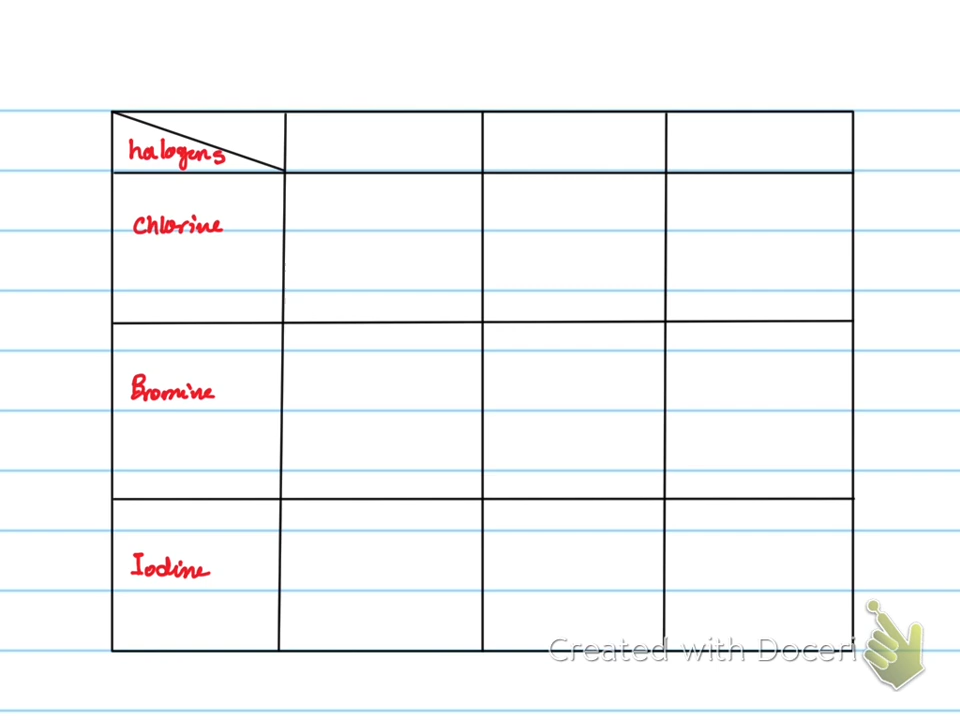 halogens
Chlorine
Bromine
Iodine
Created with Doceri